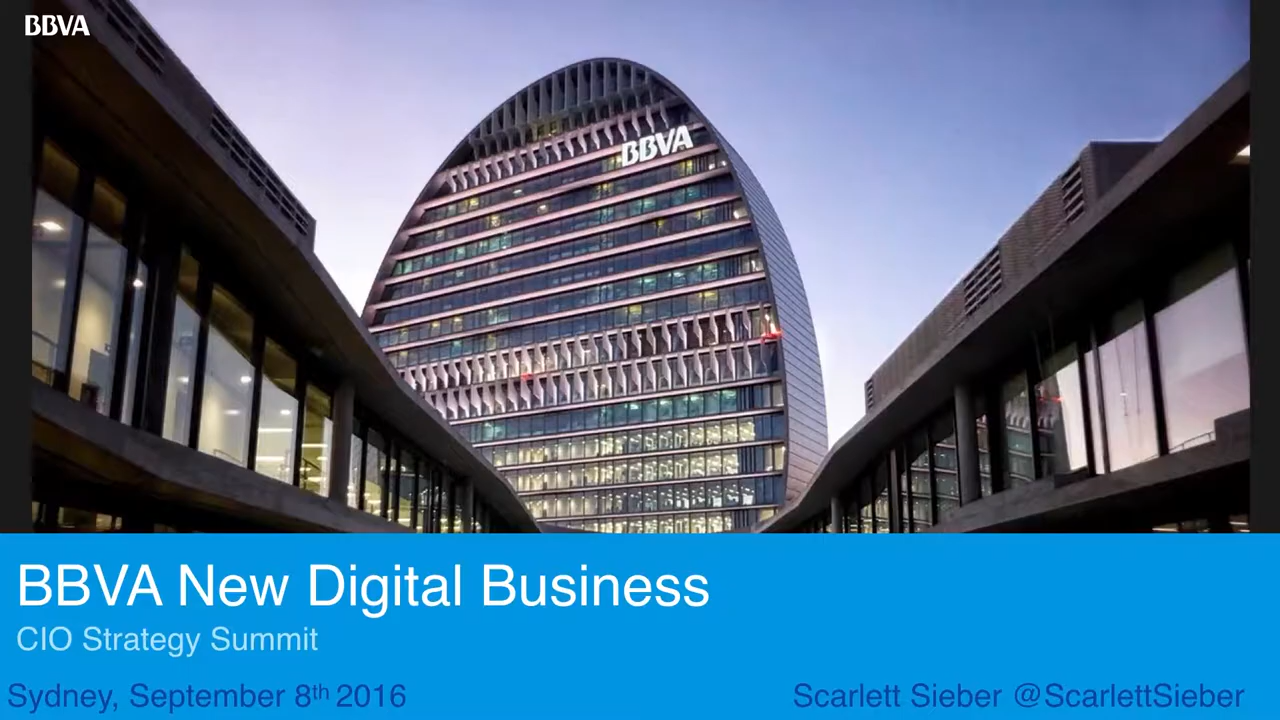 BBVA
BBVA
BBVA New Digital Business
CIO Strategy Summit
Sydney, September 8th 2016
Scarlett Sieber @ScarlettSieber